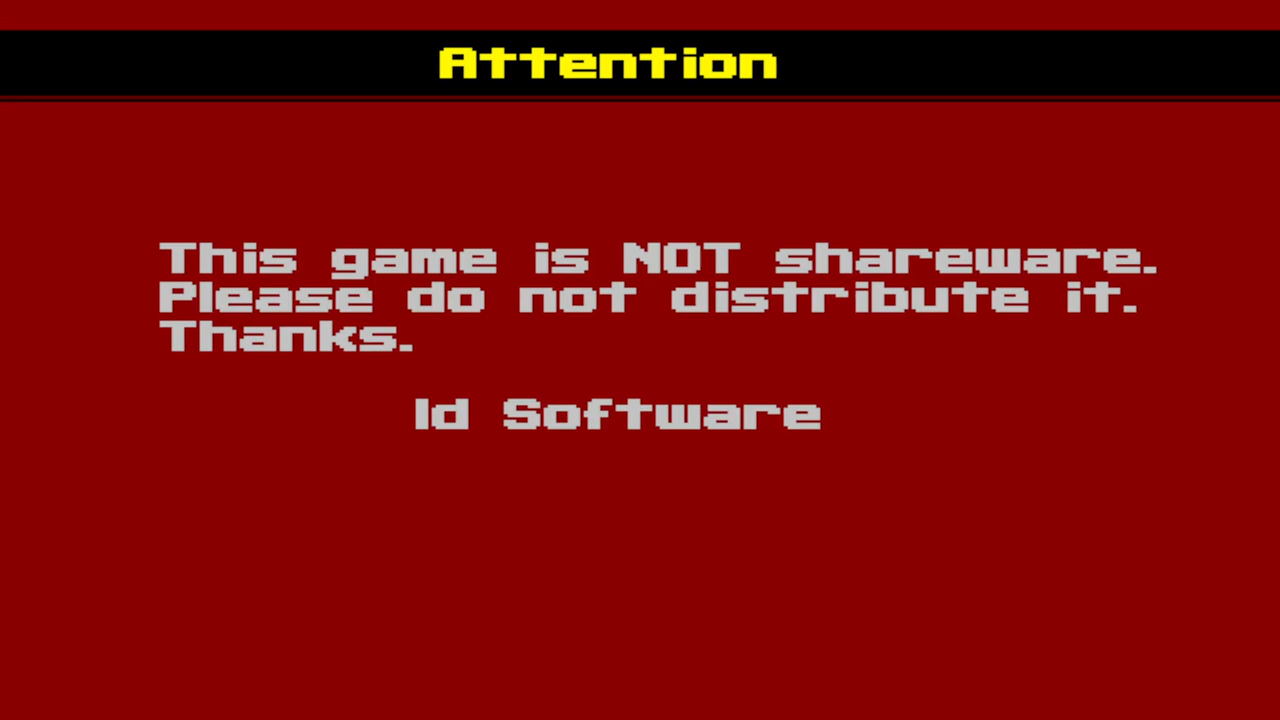 Attention
This game is NOT shareware.
Please do not distribute it.
Thanks.
Id Software